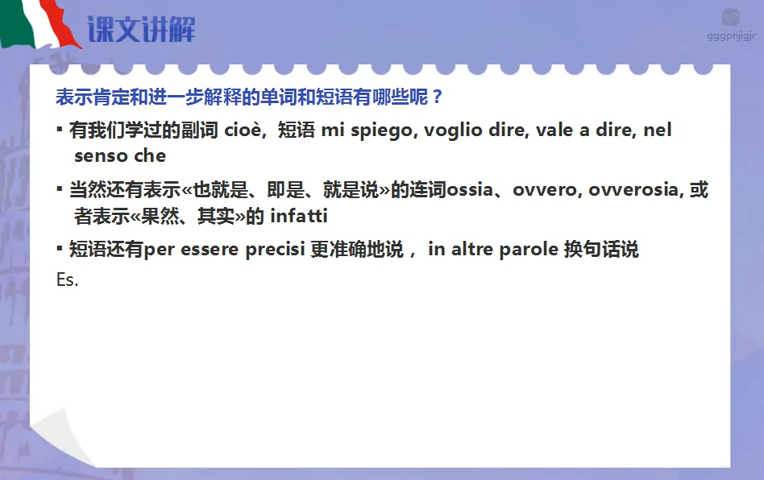 课文讲解
gggpnjigjr
表示肯定和进一步解释的单词和短语有哪些呢？
▪ 有我们学过的副词 cioè, 短语 mi spiego, voglio dire, vale a dire, nel
senso che
▪ 当然还有表示«也就是、即是、就是说»的连词ossia、ovvero, ovverosia, 或
者表示«果然、其实»的 infatti
▪ 短语还有per essere precisi 更准确地说 ，in altre parole 换句话说
Es.